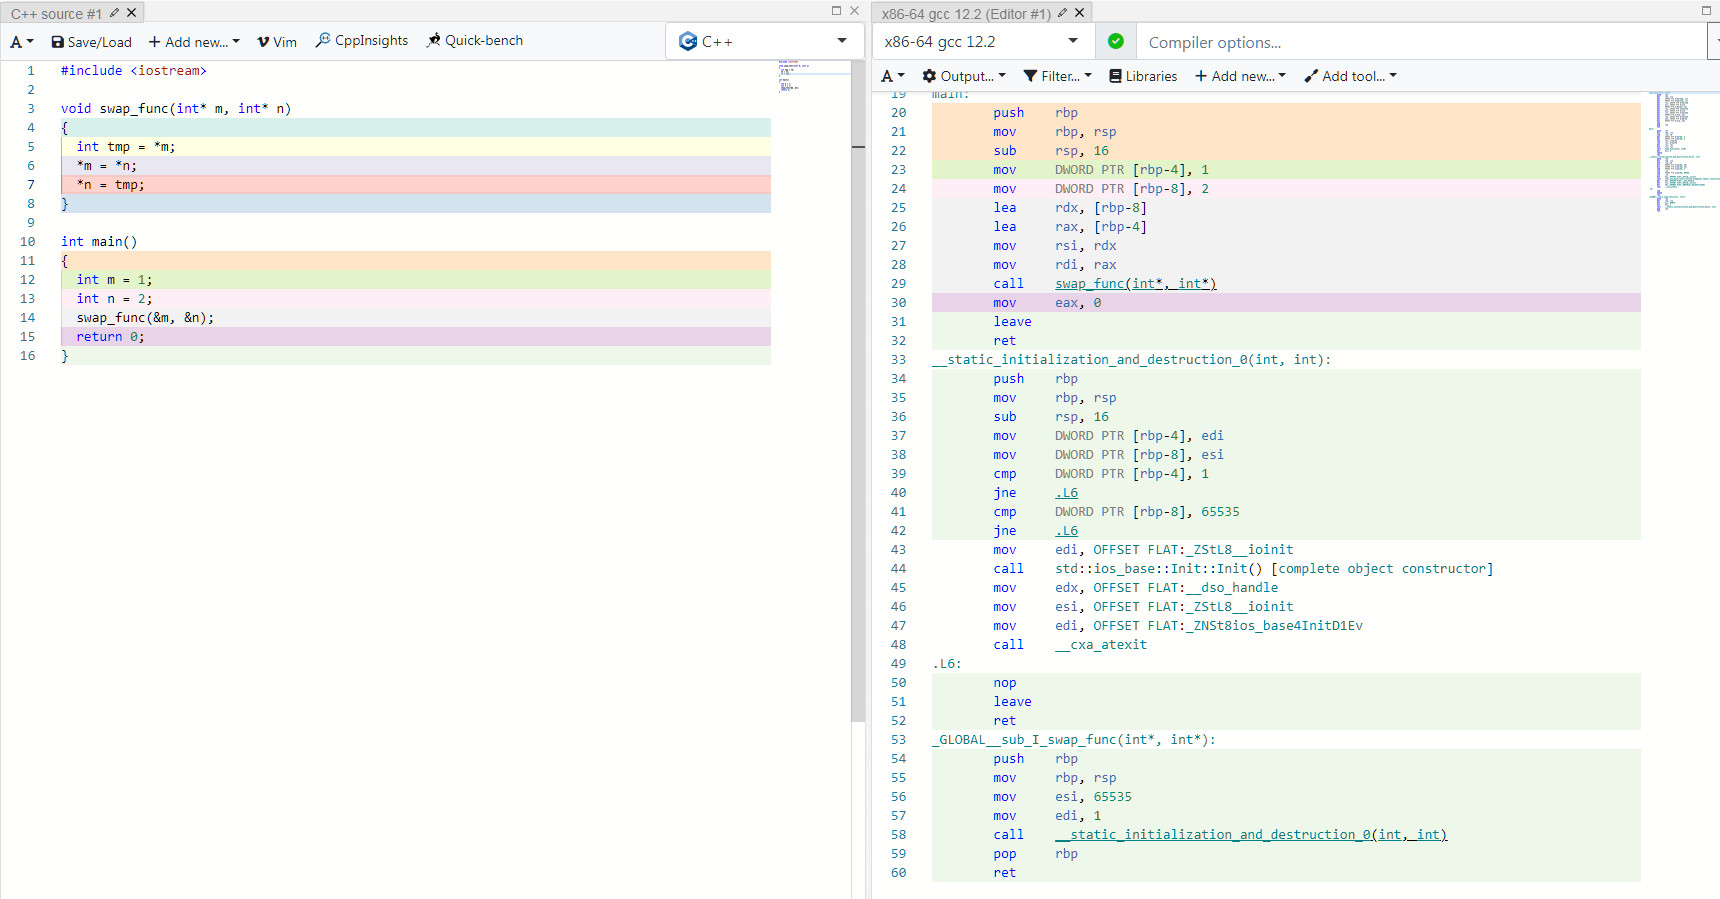 C++ source #1
A Save/Load + Add new... Vim CppInsights Quick-bench C++
1 #include <iostream>
2
3 void swap_func(int* m, int* n)
4 {
5 int tmp = *m;
6 *m = *n;
7 *n = tmp;
8 }
9
10 int main()
11 {
12 int m = 1;
13 int n = 2;
14 swap_func(&m, &n);
15 return 0;
16 }
x86-64 gcc 12.2 (Editor #1)
x86-64 gcc 12.2 Compiler options...
A Output... Filter... Libraries + Add new... Add tool...
19 main:
20 push rbp
21 mov rbp, rsp
22 sub rsp, 16
23 mov DWORD PTR [rbp-4], 1
24 mov DWORD PTR [rbp-8], 2
25 lea rdx, [rbp-8]
26 lea rax, [rbp-4]
27 mov rsi, rdx
28 mov rdi, rax
29 call swap_func(int*, int*)
30 mov eax, 0
31 leave
32 ret
33 __static_initialization_and_destruction_0(int, int):
34 push rbp
35 mov rbp, rsp
36 sub rsp, 16
37 mov DWORD PTR [rbp-4], edi
38 mov DWORD PTR [rbp-8], esi
39 cmp DWORD PTR [rbp-4], 1
40 jne .L6
41 cmp DWORD PTR [rbp-8], 65535
42 jne .L6
43 mov edi, OFFSET FLAT:_ZStL8__ioinit
44 call std::ios_base::Init::Init() [complete object constructor]
45 mov edx, OFFSET FLAT:__dso_handle
46 mov esi, OFFSET FLAT:_ZStL8__ioinit
47 mov edi, OFFSET FLAT:_ZNSt8ios_base4InitD1Ev
48 call __cxa_atexit
49 .L6:
50 nop
51 leave
52 ret
53 _GLOBAL__sub_I_swap_func(int*, int*):
54 push rbp
55 mov rbp, rsp
56 mov esi, 65535
57 mov edi, 1
58 call __static_initialization_and_destruction_0(int, int)
59 pop rbp
60 ret